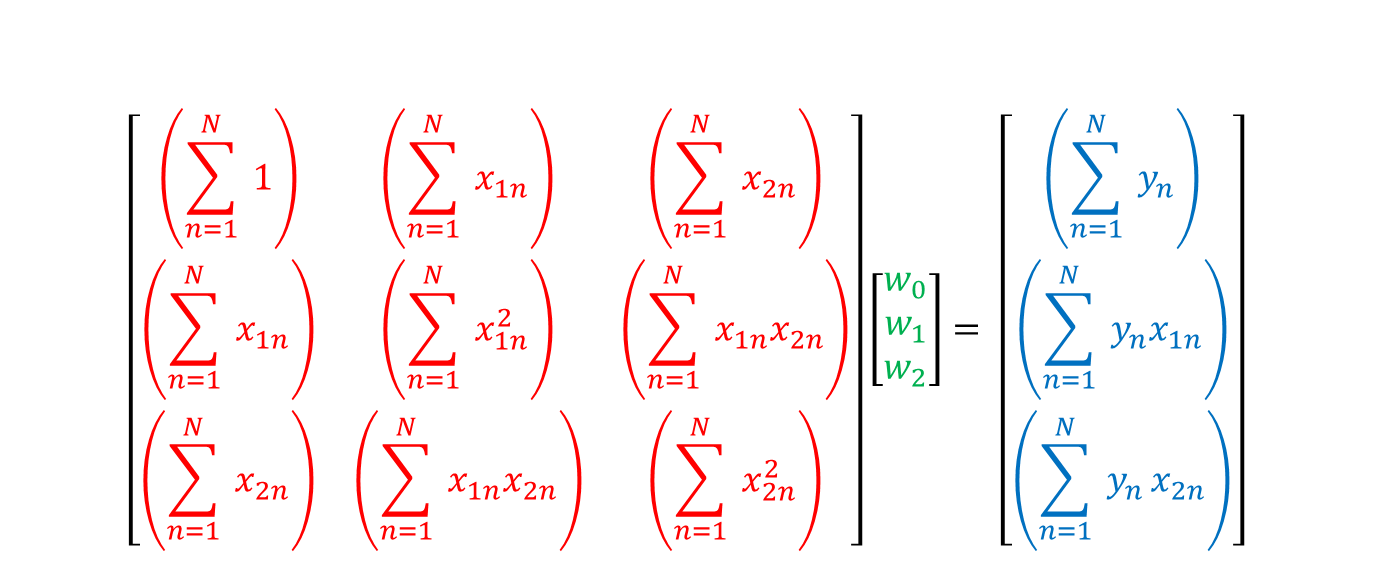 [(∑_{n=1}^{N} 1) (∑_{n=1}^{N} x_{1n}) (∑_{n=1}^{N} x_{2n})] [w_0] [(∑_{n=1}^{N} y_n)]
[(∑_{n=1}^{N} x_{1n}) (∑_{n=1}^{N} x_{1n}^2) (∑_{n=1}^{N} x_{1n}x_{2n})] [w_1] = [(∑_{n=1}^{N} y_n x_{1n})]
[(∑_{n=1}^{N} x_{2n}) (∑_{n=1}^{N} x_{1n}x_{2n}) (∑_{n=1}^{N} x_{2n}^2)] [w_2] [(∑_{n=1}^{N} y_n x_{2n})]